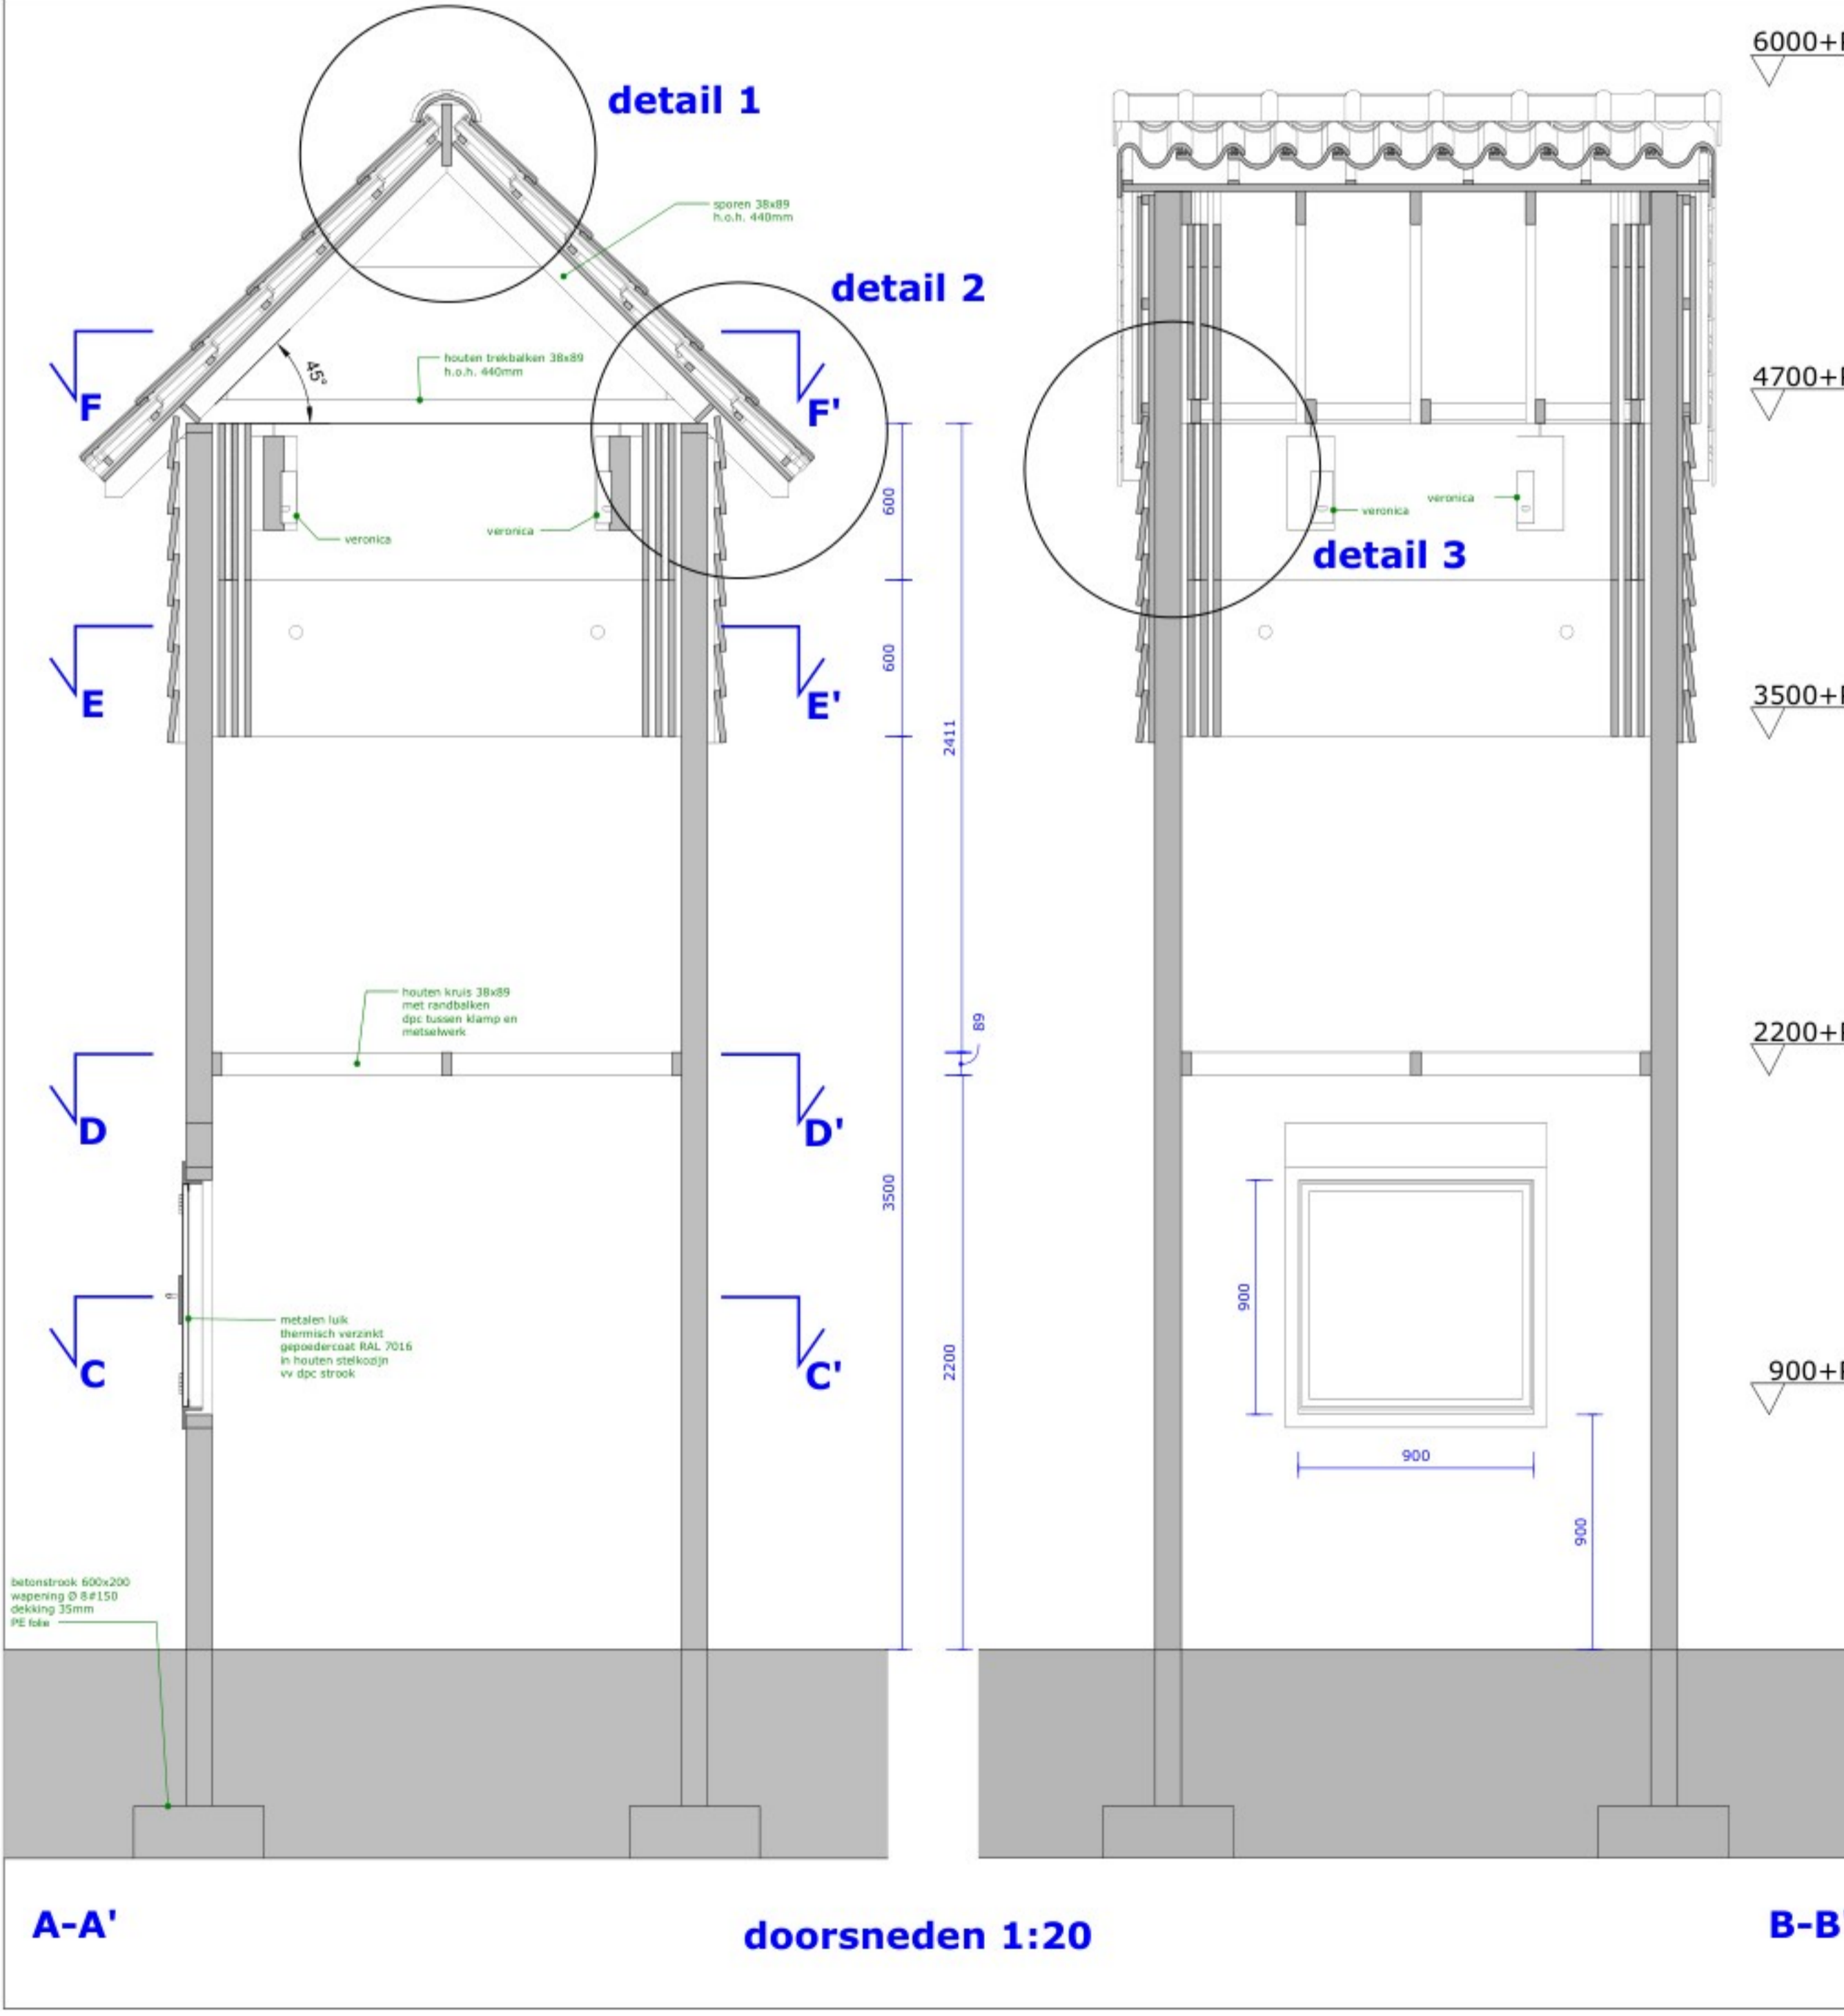 detail 1
6000+
sporen 38x89
h.o.h. 440mm
detail 2
houten trekbalken 38x89
h.o.h. 440mm
45°
F
F'
4700+
veronica
veronica
veronica
veronica
detail 3
600
600
E
E'
3500+
2411
houten kruis 38x89
met randbalken
dpc tussen klamp en
metselwerk
89
D
D'
2200+
3500
900
metalen luik
thermisch verzinkt
gepoedercoat RAL 7016
in houten stelkozijn
vv dpc strook
C
C'
2200
900+
900
900
betonstrook 600x200
wapening Ø 8#150
dekking 35mm
PE folie
A-A'
doorsneden 1:20
B-B'